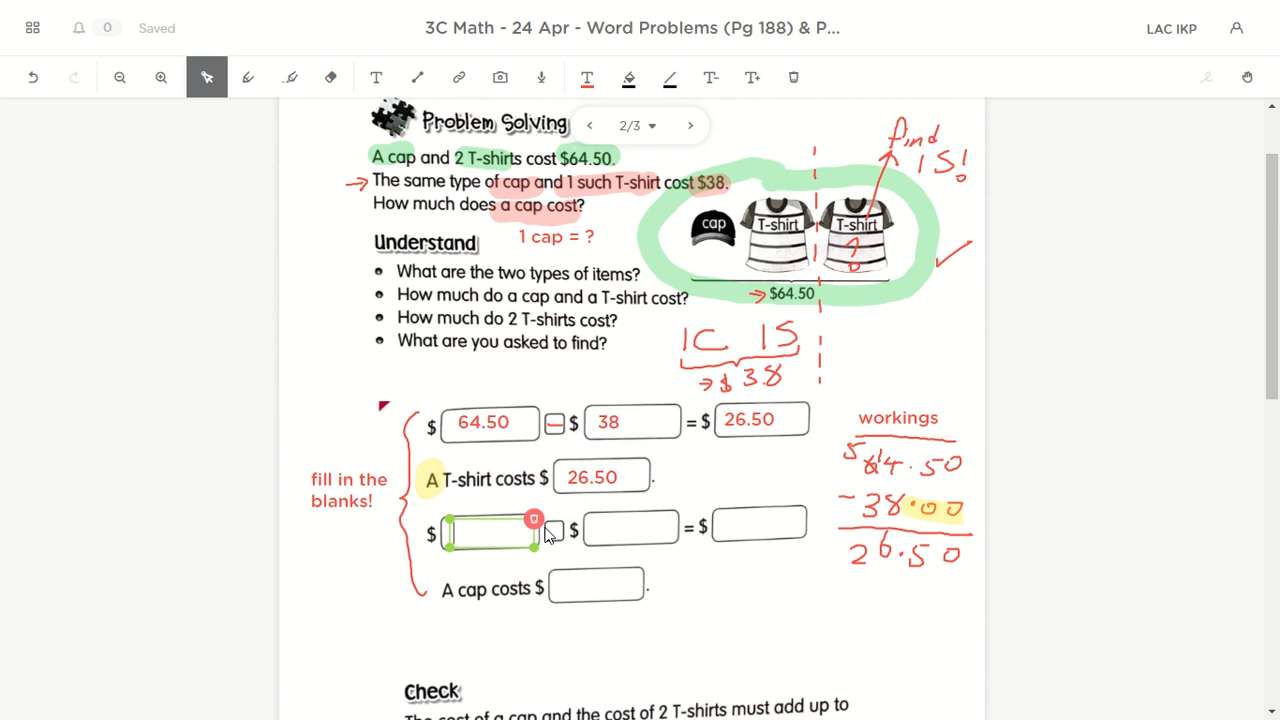 0
Saved
3C Math - 24 Apr - Word Problems (Pg 188) & P...
LAC IKP
Problem Solving
2/3
A cap and 2 T-shirts cost $64.50.
The same type of cap and 1 such T-shirt cost $38.
How much does a cap cost?
1 cap = ?
find
1S!
cap
T-shirt
T-shirt
?
$64.50
Understand
• What are the two types of items?
• How much do a cap and a T-shirt cost?
• How much do 2 T-shirts cost?
• What are you asked to find?
1C 1S
→ $38
fill in the
blanks!
$ 64.50 - $ 38 = $ 26.50
A T-shirt costs $ 26.50.
$ $ = $
A cap costs $ .
workings
5 1
64.50
- 38.00
26.50
Check
The cost of a cap and the cost of 2 T-shirts must add up to